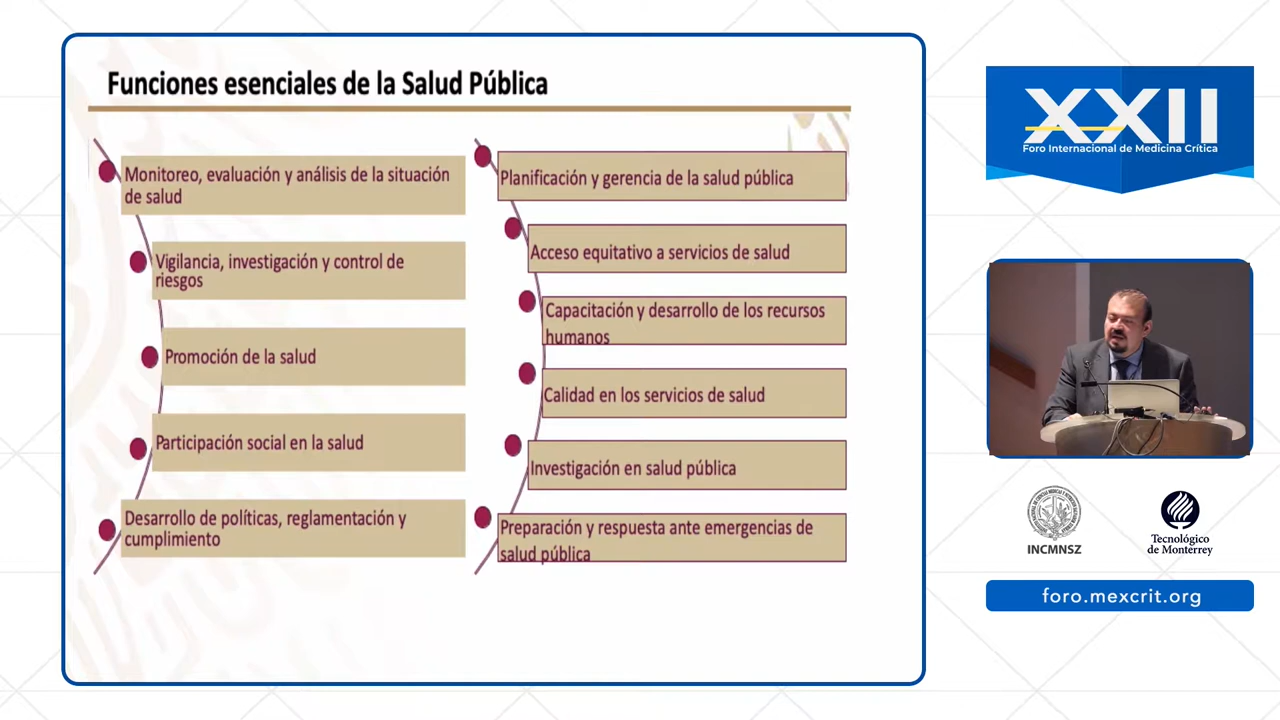 Funciones esenciales de la Salud Pública
Monitoreo, evaluación y análisis de la situación
de salud
Vigilancia, investigación y control de
riesgos
Promoción de la salud
Participación social en la salud
Desarrollo de políticas, reglamentación y
cumplimiento
Planificación y gerencia de la salud pública
Acceso equitativo a servicios de salud
Capacitación y desarrollo de los recursos
humanos
Calidad en los servicios de salud
Investigación en salud pública
Preparación y respuesta ante emergencias de
salud pública
XXII
Foro Internacional de Medicina Crítica
INCMNSZ
Tecnológico
de Monterrey
foro.mexcrit.org